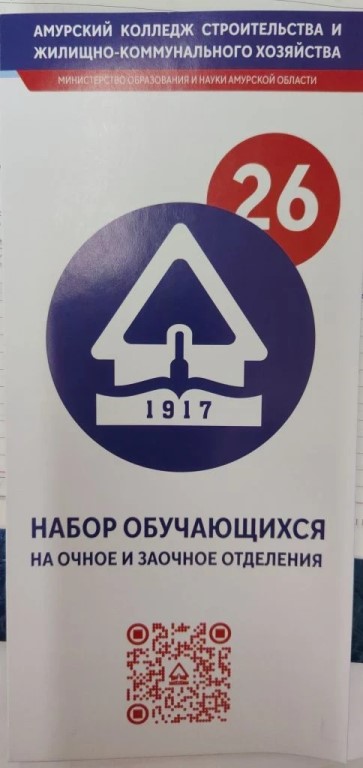 АМУРСКИЙ КОЛЛЕДЖ СТРОИТЕЛЬСТВА И
ЖИЛИЩНО-КОММУНАЛЬНОГО ХОЗЯЙСТВА
МИНИСТЕРСТВО ОБРАЗОВАНИЯ И НАУКИ АМУРСКОЙ ОБЛАСТИ
26
1917
НАБОР ОБУЧАЮЩИХСЯ
НА ОЧНОЕ И ЗАОЧНОЕ ОТДЕЛЕНИЯ